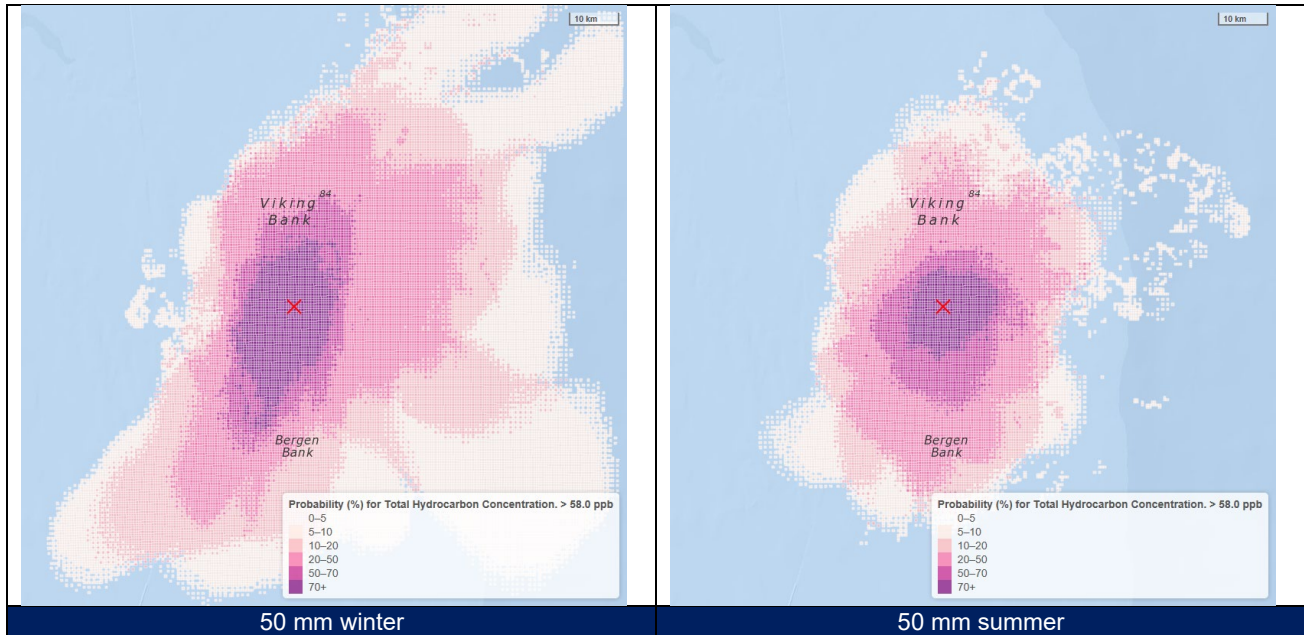 10 km
84
Viking
Bank
Bergen
Bank
Probability (%) for Total Hydrocarbon Concentration. > 58.0 ppb
0–5
5–10
10–20
20–50
50–70
70+
50 mm winter
10 km
84
Viking
Bank
Bergen
Bank
Probability (%) for Total Hydrocarbon Concentration. > 58.0 ppb
0–5
5–10
10–20
20–50
50–70
70+
50 mm summer